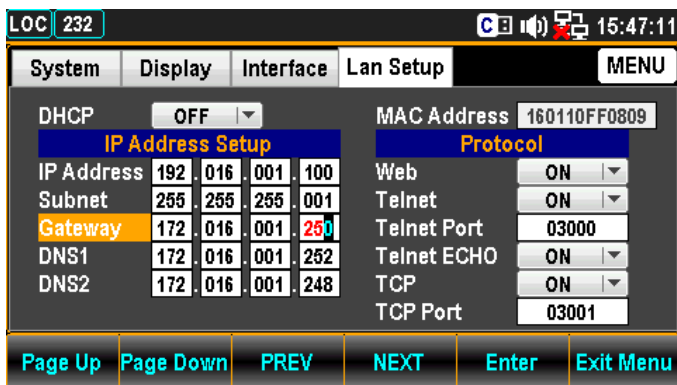 LOC 232 C 15:47:11
System Display Interface Lan Setup MENU
DHCP OFF MAC Address 160110FF0809
IP Address Setup Protocol
IP Address 192 . 016 . 001 . 100 Web ON
Subnet 255 . 255 . 255 . 001 Telnet ON
Gateway 172 . 016 . 001 . 250 Telnet Port 03000
DNS1 172 . 016 . 001 . 252 Telnet ECHO ON
DNS2 172 . 016 . 001 . 248 TCP ON
TCP Port 03001
Page Up Page Down PREV NEXT Enter Exit Menu